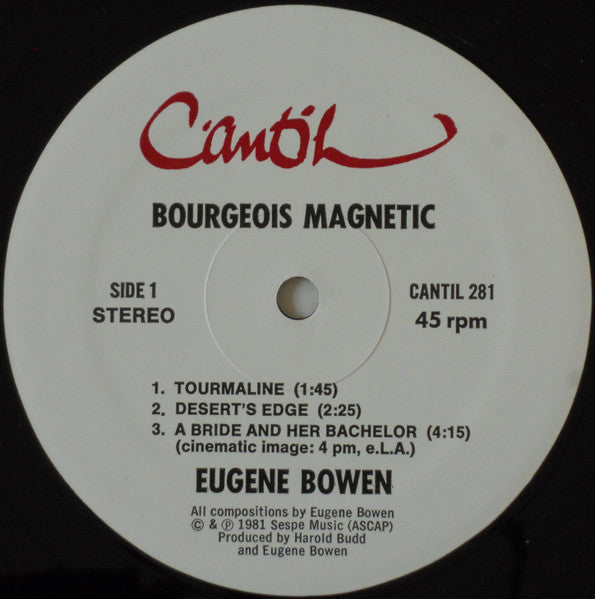 Cantil
BOURGEOIS MAGNETIC
SIDE 1
STEREO
CANTIL 281
45 rpm
1. TOURMALINE (1:45)
2. DESERT'S EDGE (2:25)
3. A BRIDE AND HER BACHELOR (4:15)
(cinematic image: 4 pm, e.L.A.)
EUGENE BOWEN
All compositions by Eugene Bowen
© & ℗ 1981 Sespe Music (ASCAP)
Produced by Harold Budd
and Eugene Bowen